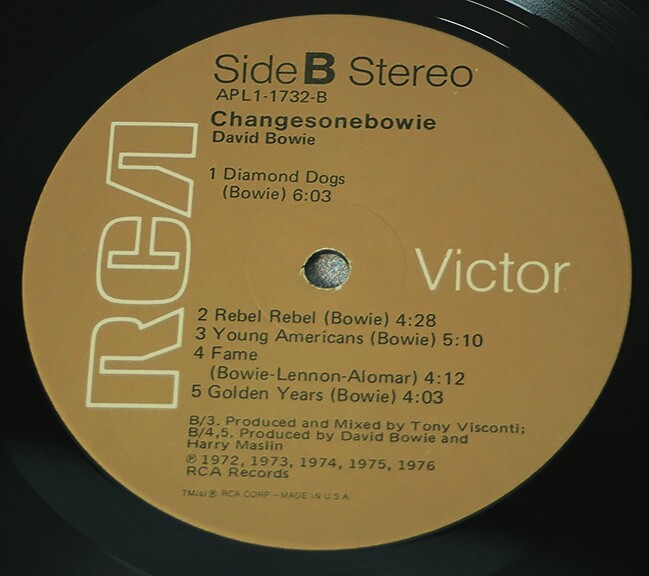 Side B Stereo
APL1-1732-B
Changesonebowie
David Bowie
1 Diamond Dogs
(Bowie) 6:03
RCA
Victor
2 Rebel Rebel (Bowie) 4:28
3 Young Americans (Bowie) 5:10
4 Fame
(Bowie-Lennon-Alomar) 4:12
5 Golden Years (Bowie) 4:03
B/3. Produced and Mixed by Tony Visconti;
B/4,5. Produced by David Bowie and
Harry Maslin
℗ 1972, 1973, 1974, 1975, 1976
RCA Records
TM(s) ® RCA CORP.–MADE IN U.S.A.